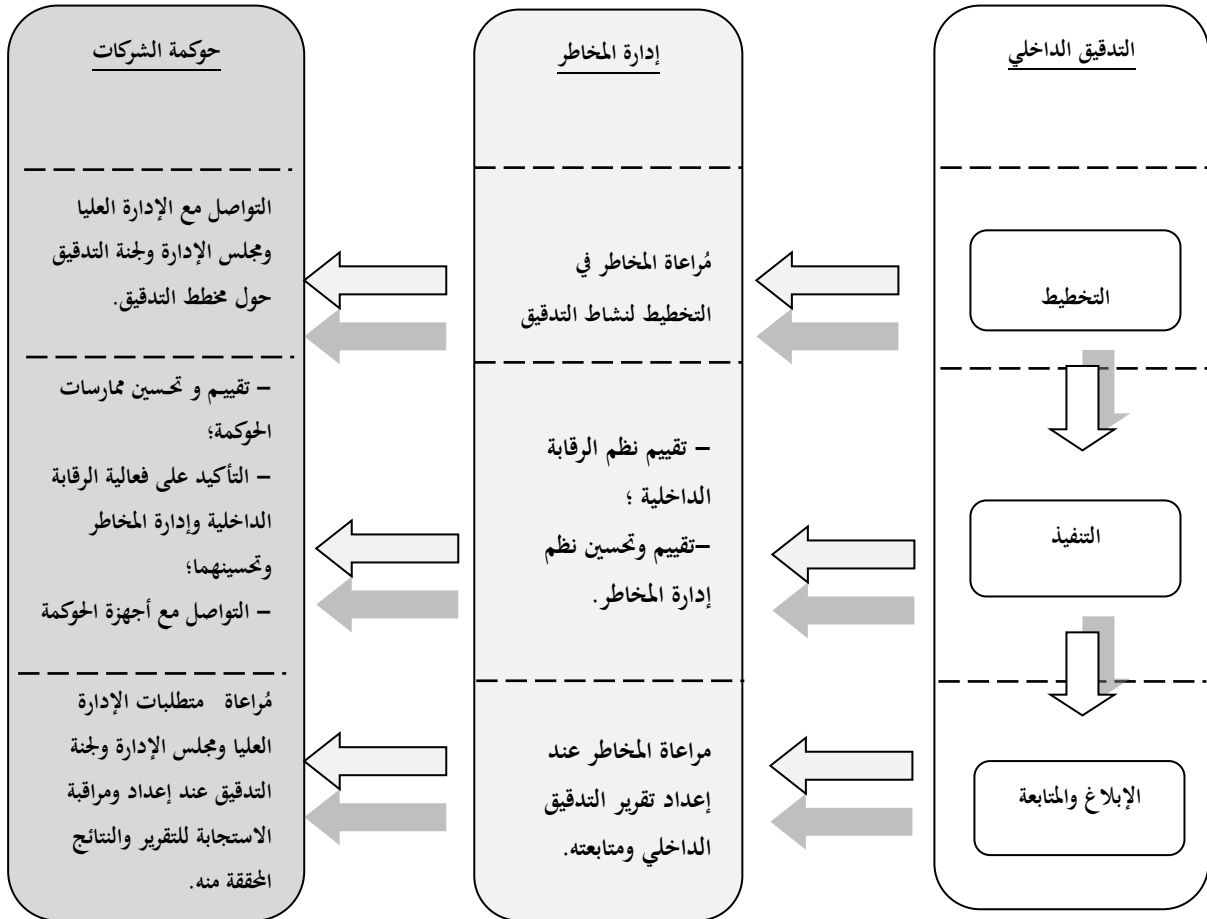 التدقيق الداخلي
التخطيط
التنفيذ
الإبلاغ والمتابعة
إدارة المخاطر
مُراعاة المخاطر في
التخطيط لنشاط التدقيق
– تقييم نظم الرقابة
الداخلية ؛
–تقييم وتحسين نظم
إدارة المخاطر.
مراعاة المخاطر عند
إعداد تقرير التدقيق
الداخلي ومتابعته.
حوكمة الشركات
التواصل مع الإدارة العليا
ومجلس الإدارة ولجنة التدقيق
حول مخطط التدقيق.
– تقييم و تحسين ممارسات
الحوكمة؛
– التأكيد على فعالية الرقابة
الداخلية وإدارة المخاطر
وتحسينهما؛
– التواصل مع أجهزة الحوكمة
مُراعاة متطلبات الإدارة
العليا ومجلس الإدارة ولجنة
التدقيق عند إعداد ومراقبة
الاستجابة للتقرير والنتائج
المحققة منه.